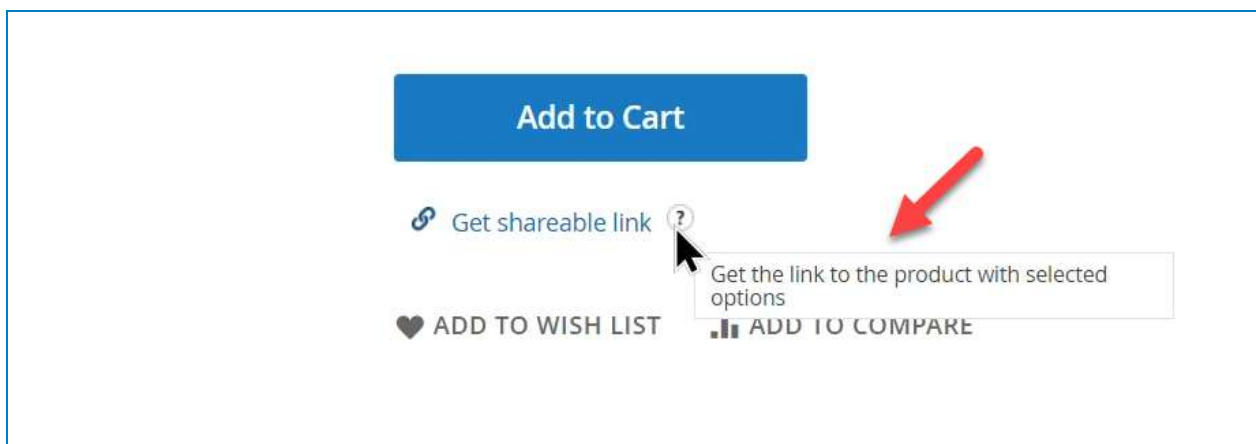 Add to Cart
Get shareable link ?
Get the link to the product with selected
options
ADD TO WISH LIST ADD TO COMPARE